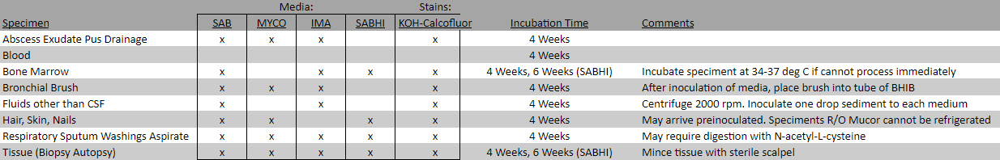 Media: Stains:
Specimen SAB MYCO IMA SABHI KOH-Calcofluor Incubation Time Comments
Abscess Exudate Pus Drainage x x x x 4 Weeks
Blood 4 Weeks
Bone Marrow x x x x 4 Weeks, 6 Weeks (SABHI) Incubate speciment at 34-37 deg C if cannot process immediately
Bronchial Brush x x x x 4 Weeks After inoculation of media, place brush into tube of BHIB
Fluids other than CSF x x x 4 Weeks Centrifuge 2000 rpm. Inoculate one drop sediment to each medium
Hair, Skin, Nails x x x x 4 Weeks May arrive preinoculated. Speciments R/O Mucor cannot be refrigerated
Respiratory Sputum Washings Aspirate x x x x x 4 Weeks May require digestion with N-acetyl-L-cysteine
Tissue (Biopsy Autopsy) x x x x x 4 Weeks, 6 Weeks (SABHI) Mince tissue with sterile scalpel